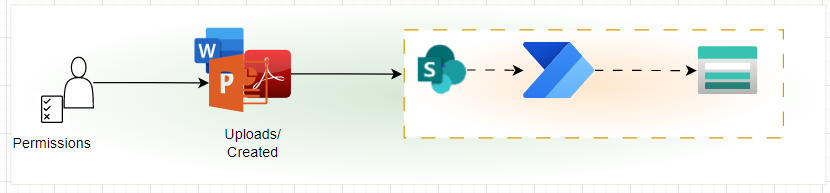 W
P
S
Uploads/
Created
Permissions